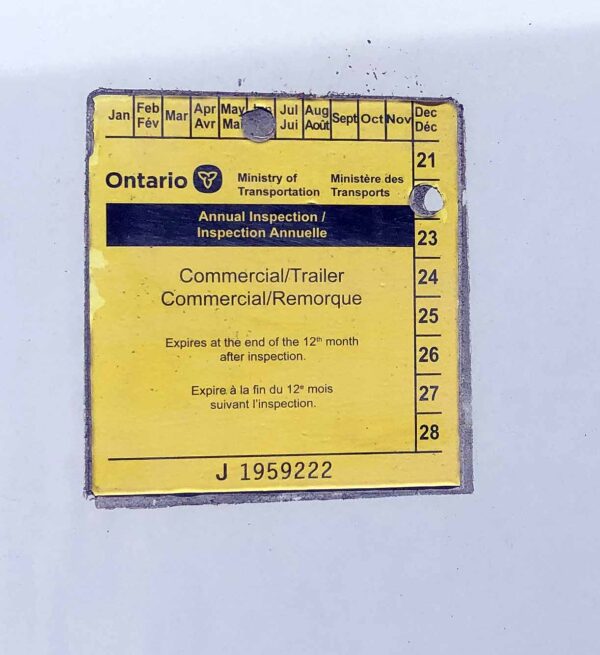 Jan Feb Mar Apr May Jul Aug Sept Oct Nov Dec
Fév Avr Jui Août Déc
21
Ontario Ministry of Ministère des
Transportation Transports
Annual Inspection /
Inspection Annuelle
23
Commercial/Trailer
Commercial/Remorque
24
25
Expires at the end of the 12th month
after inspection.
26
Expire à la fin du 12e mois
suivant l'inspection.
27
28
J 1959222